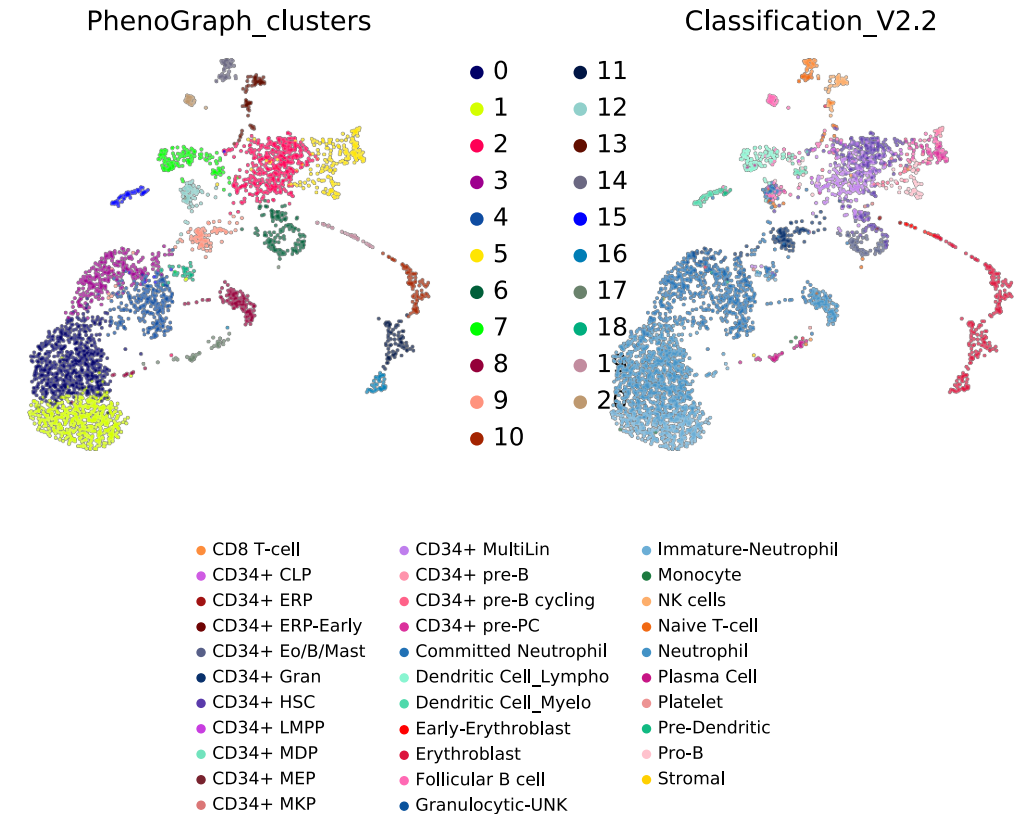 PhenoGraph_clusters
Classification_V2.2
0
1
2
3
4
5
6
7
8
9
10
11
12
13
14
15
16
17
18
19
20
CD8 T-cell
CD34+ CLP
CD34+ ERP
CD34+ ERP-Early
CD34+ Eo/B/Mast
CD34+ Gran
CD34+ HSC
CD34+ LMPP
CD34+ MDP
CD34+ MEP
CD34+ MKP
CD34+ MultiLin
CD34+ pre-B
CD34+ pre-B cycling
CD34+ pre-PC
Committed Neutrophil
Dendritic Cell_Lympho
Dendritic Cell_Myelo
Early-Erythroblast
Erythroblast
Follicular B cell
Granulocytic-UNK
Immature-Neutrophil
Monocyte
NK cells
Naive T-cell
Neutrophil
Plasma Cell
Platelet
Pre-Dendritic
Pro-B
Stromal